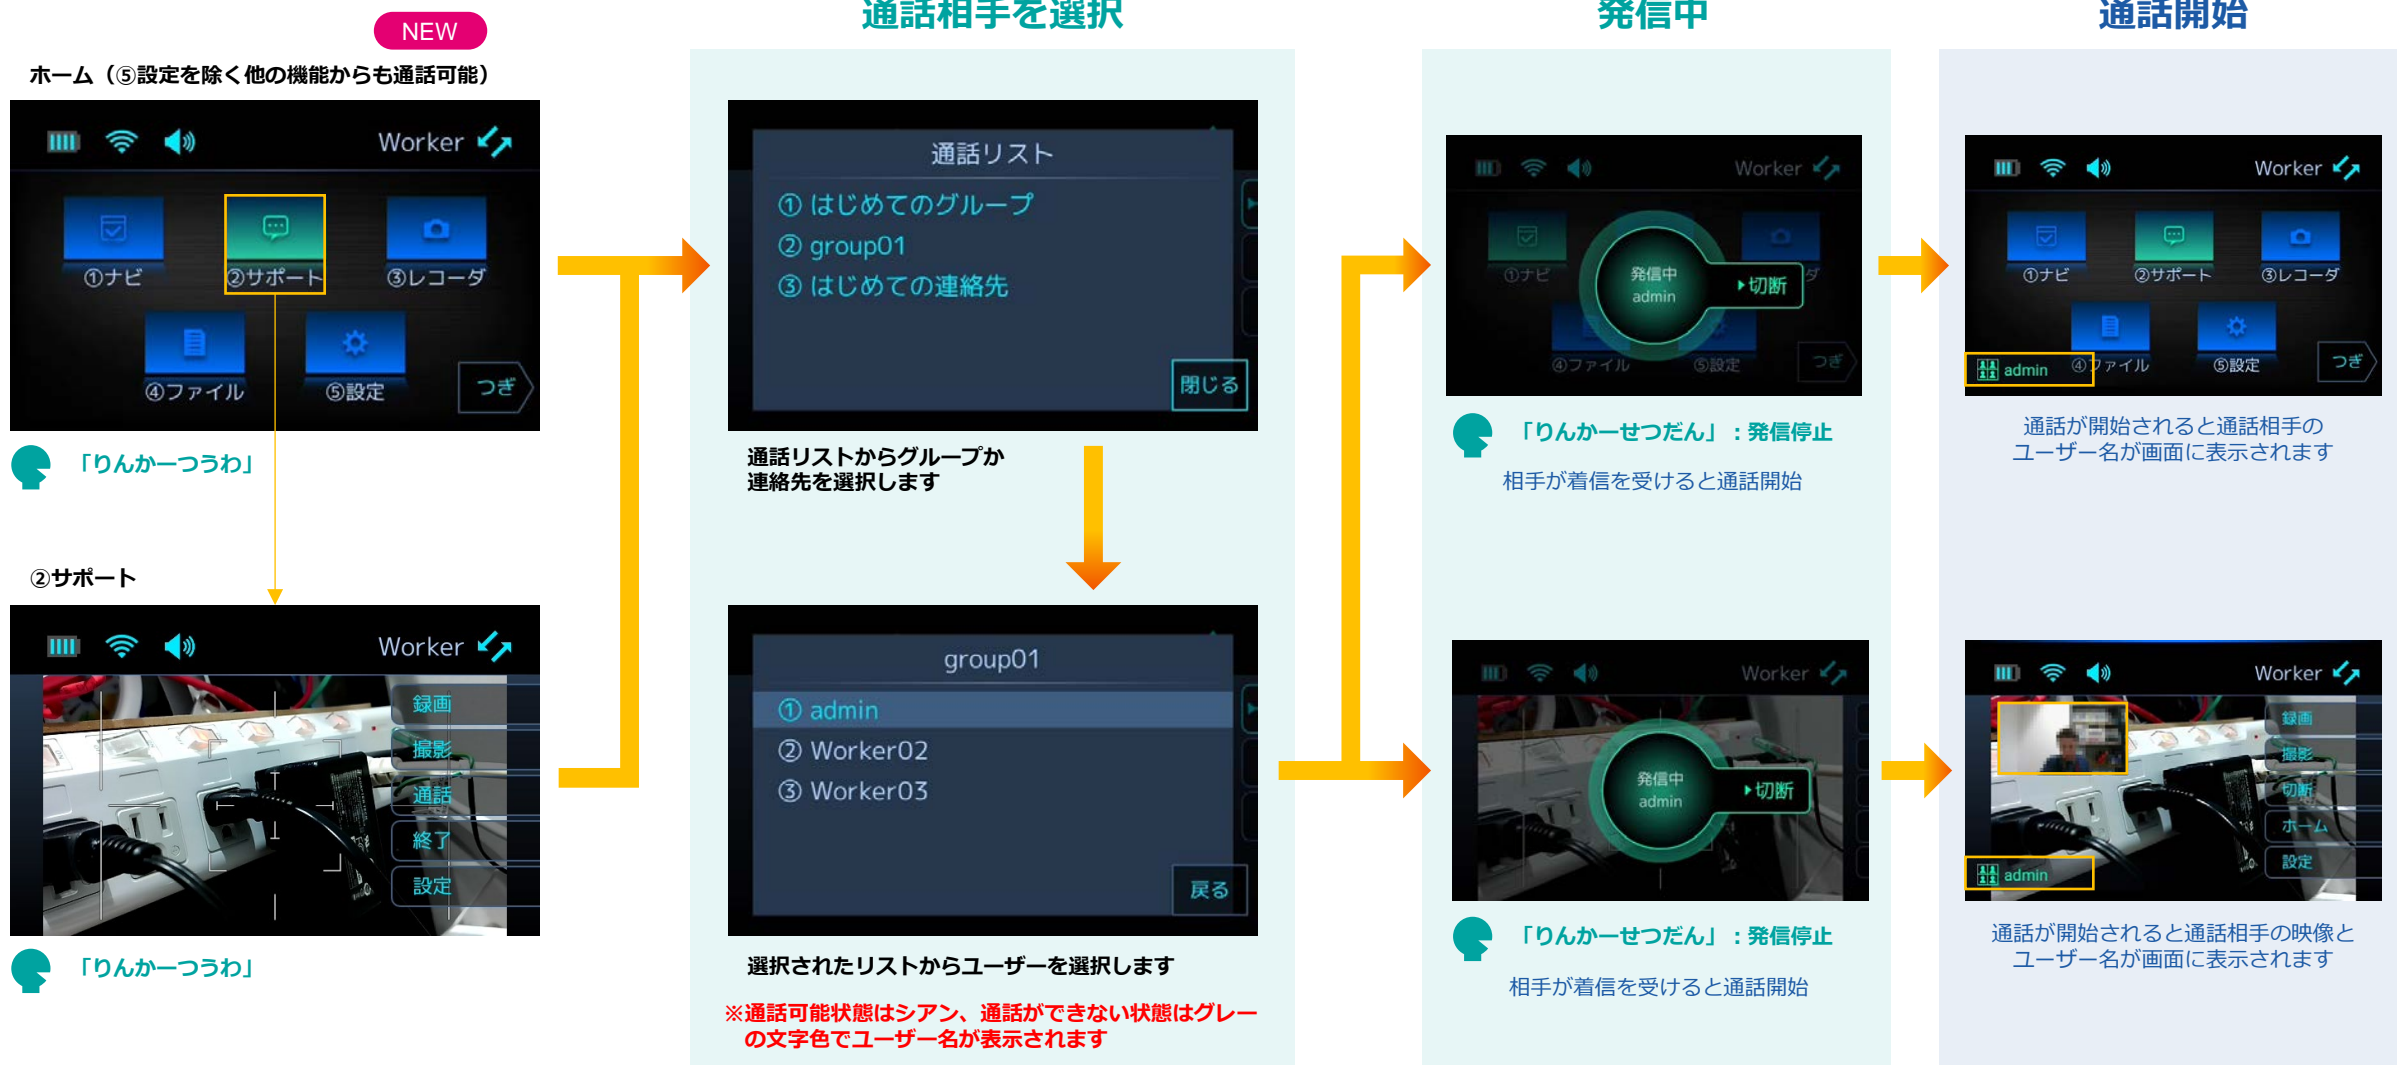 NEW
ホーム（⑤設定を除く他の機能からも通話可能）
Worker
①ナビ
②サポート
③レコーダ
④ファイル
⑤設定
つぎ
「りんかーつうわ」
②サポート
Worker
録画
撮影
通話
終了
設定
「りんかーつうわ」
通話相手を選択
通話リスト
① はじめてのグループ
② group01
③ はじめての連絡先
閉じる
通話リストからグループか
連絡先を選択します
group01
① admin
② Worker02
③ Worker03
戻る
選択されたリストからユーザーを選択します
※通話可能状態はシアン、通話ができない状態はグレー
の文字色でユーザー名が表示されます
発信中
Worker
①ナビ
発信中
admin
切断
ダ
④ファイル
⑤設定
つぎ
「りんかーせつだん」：発信停止
相手が着信を受けると通話開始
Worker
発信中
admin
切断
「りんかーせつだん」：発信停止
相手が着信を受けると通話開始
通話開始
Worker
①ナビ
②サポート
③レコーダ
④ファイル
⑤設定
つぎ
admin
通話が開始されると通話相手の
ユーザー名が画面に表示されます
Worker
録画
撮影
切断
ホーム
設定
admin
通話が開始されると通話相手の映像と
ユーザー名が画面に表示されます